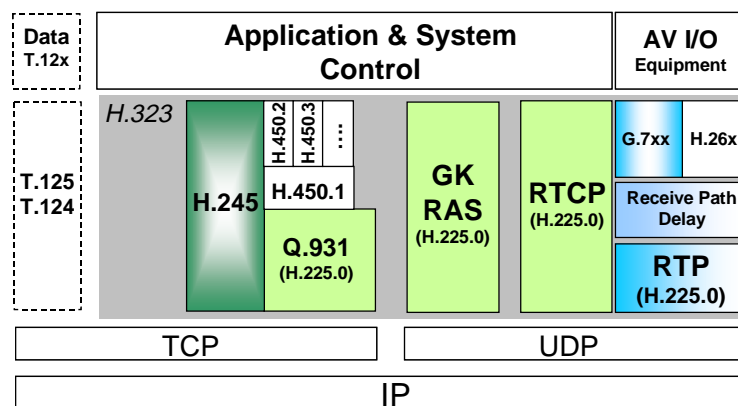 Data
T.12x
Application & System
Control
AV I/O
Equipment
H.323
T.125
T.124
H.245
H.450.2
H.450.3
....
H.450.1
Q.931
(H.225.0)
GK
RAS
(H.225.0)
RTCP
(H.225.0)
G.7xx
H.26x
Receive Path
Delay
RTP
(H.225.0)
TCP
UDP
IP